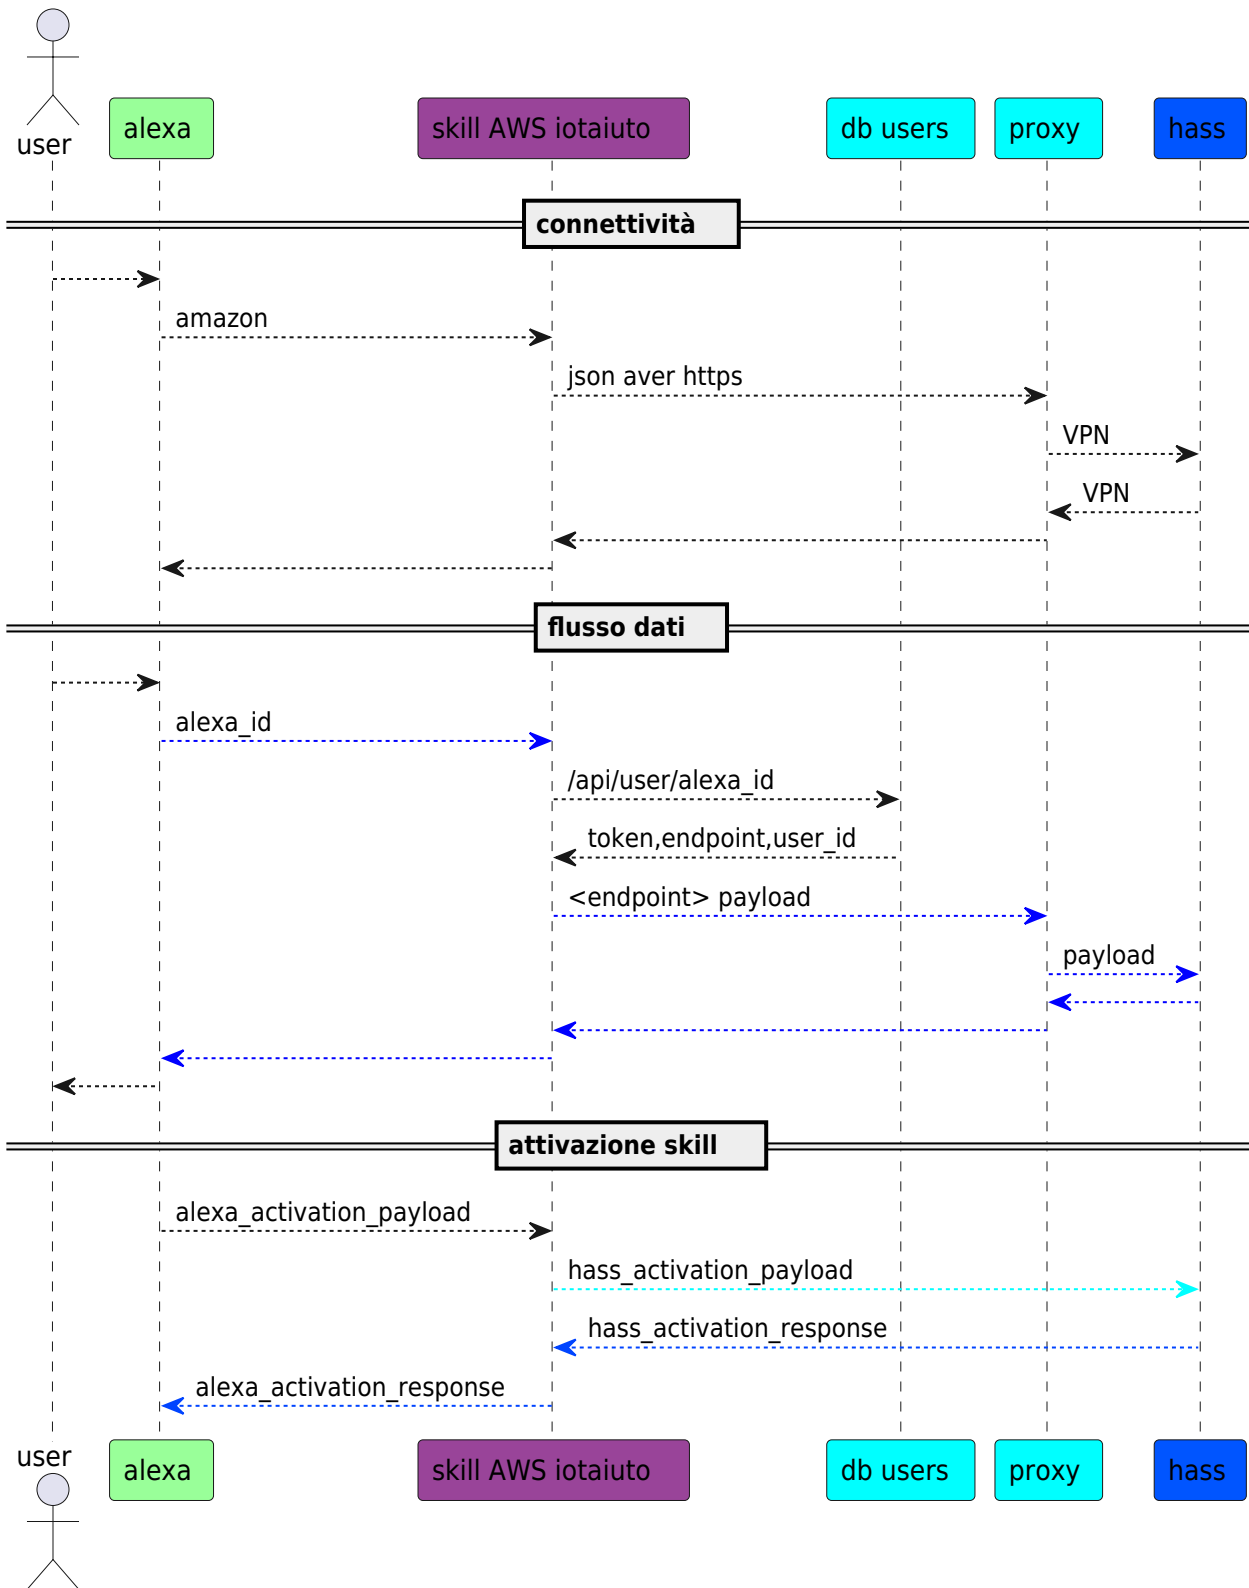 user
alexa
skill AWS iotaiuto
db users
proxy
hass
connettività
amazon
json aver https
VPN
VPN
flusso dati
alexa_id
/api/user/alexa_id
token,endpoint,user_id
<endpoint> payload
payload
attivazione skill
alexa_activation_payload
hass_activation_payload
hass_activation_response
alexa_activation_response
user
alexa
skill AWS iotaiuto
db users
proxy
hass